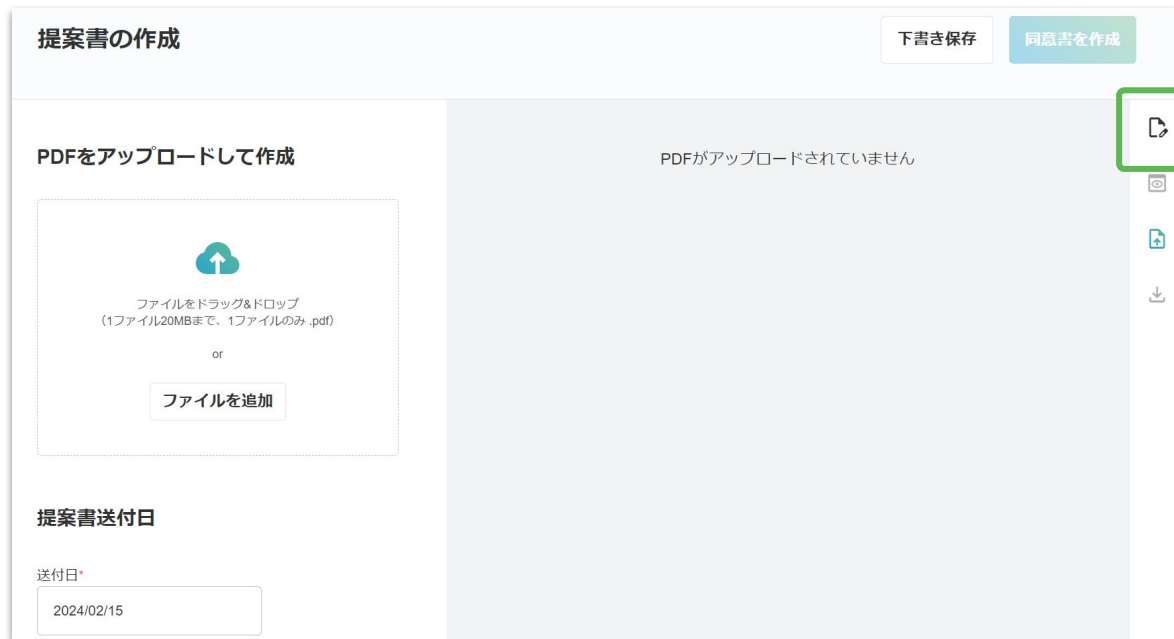 提案書の作成
下書き保存
同意書を作成
PDFをアップロードして作成
PDFがアップロードされていません
ファイルをドラッグ&ドロップ
(1ファイル20MBまで、1ファイルのみ .pdf)
or
ファイルを追加
提案書送付日
送付日*
2024/02/15